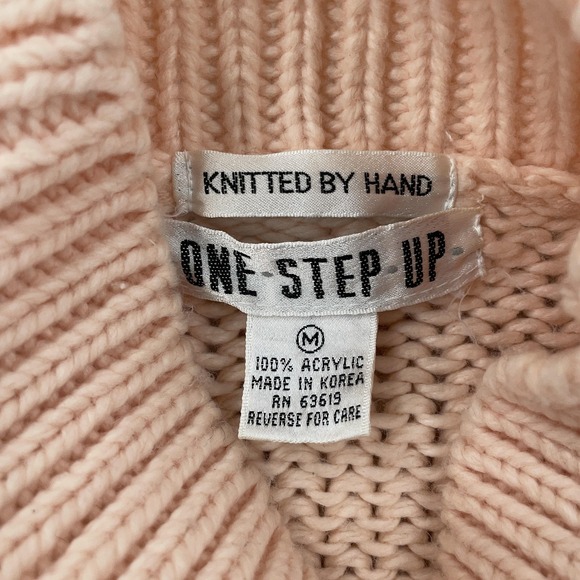 KNITTED BY HAND
ONE·STEP·UP·
M
100% ACRYLIC
MADE IN KOREA
RN 63619
REVERSE FOR CARE